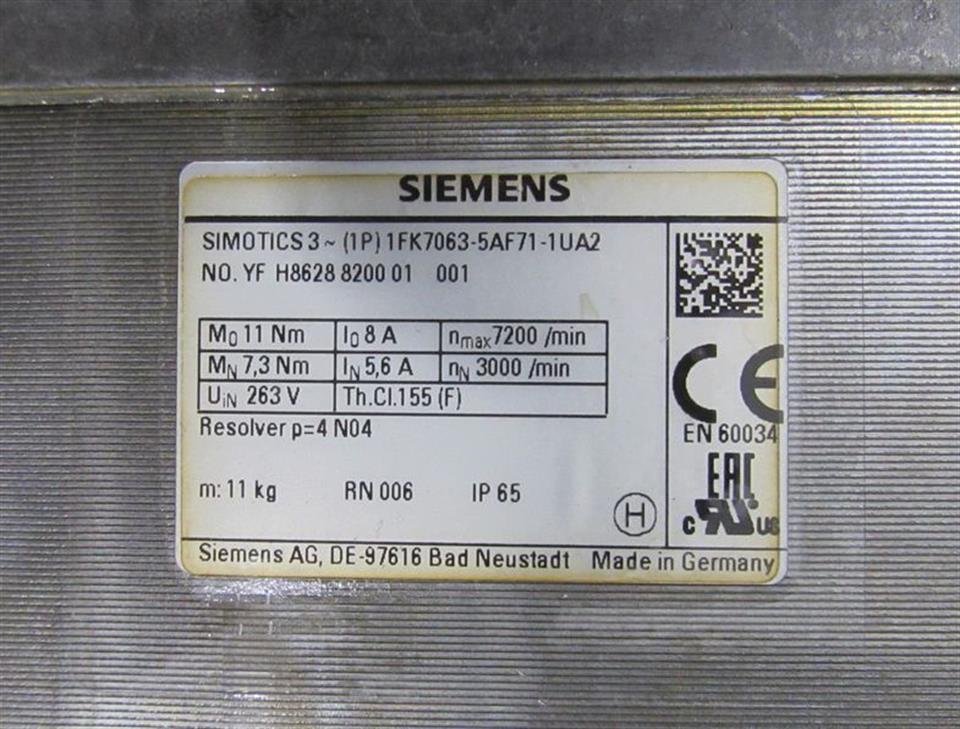 SIEMENS
SIMOTICS 3 ~ (1P) 1FK7063-5AF71-1UA2
NO. YF H8628 8200 01 001
M0 11 Nm I0 8 A nmax 7200 /min
MN 7,3 Nm IN 5,6 A nN 3000 /min
UiN 263 V Th.Cl.155 (F)
Resolver p=4 N04
CE
EN 60034
m: 11 kg RN 006 IP 65
H
EAC
c RU us
Siemens AG, DE-97616 Bad Neustadt Made in Germany